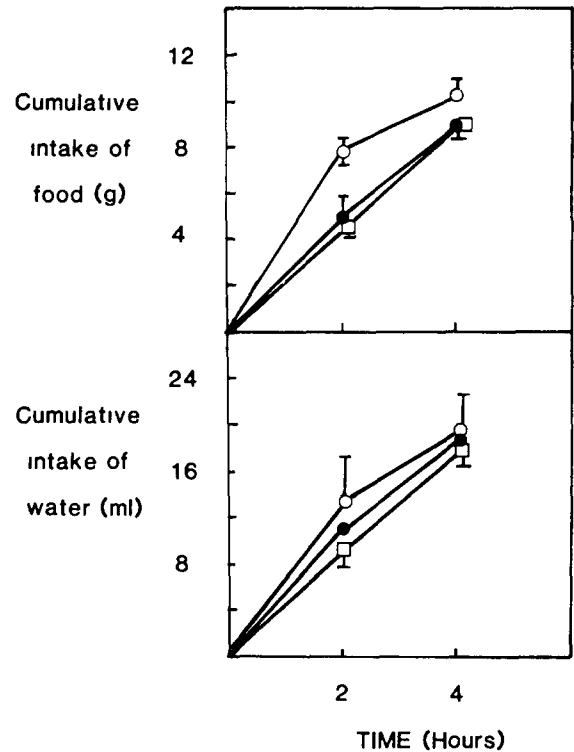 12
Cumulative
intake of
8
food (g)
4
24
Cumulative
intake of
16
water (ml)
8
2 4
TIME (Hours)